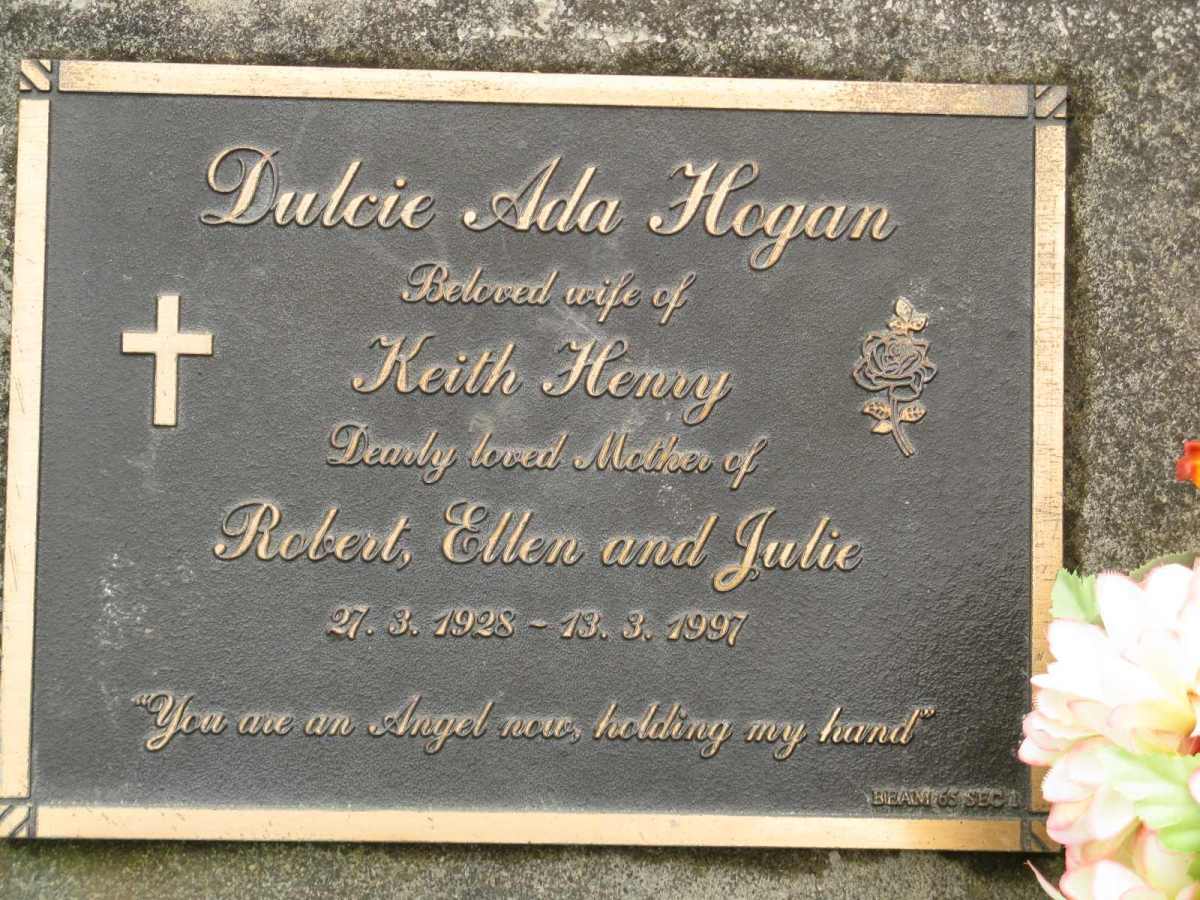 Dulcie Ada Hogan
Beloved wife of
Keith Henry
Dearly loved Mother of
Robert, Ellen and Julie
27. 3. 1928 - 13. 3. 1997
"You are an Angel now, holding my hand"
BEAM 65 SEC 1